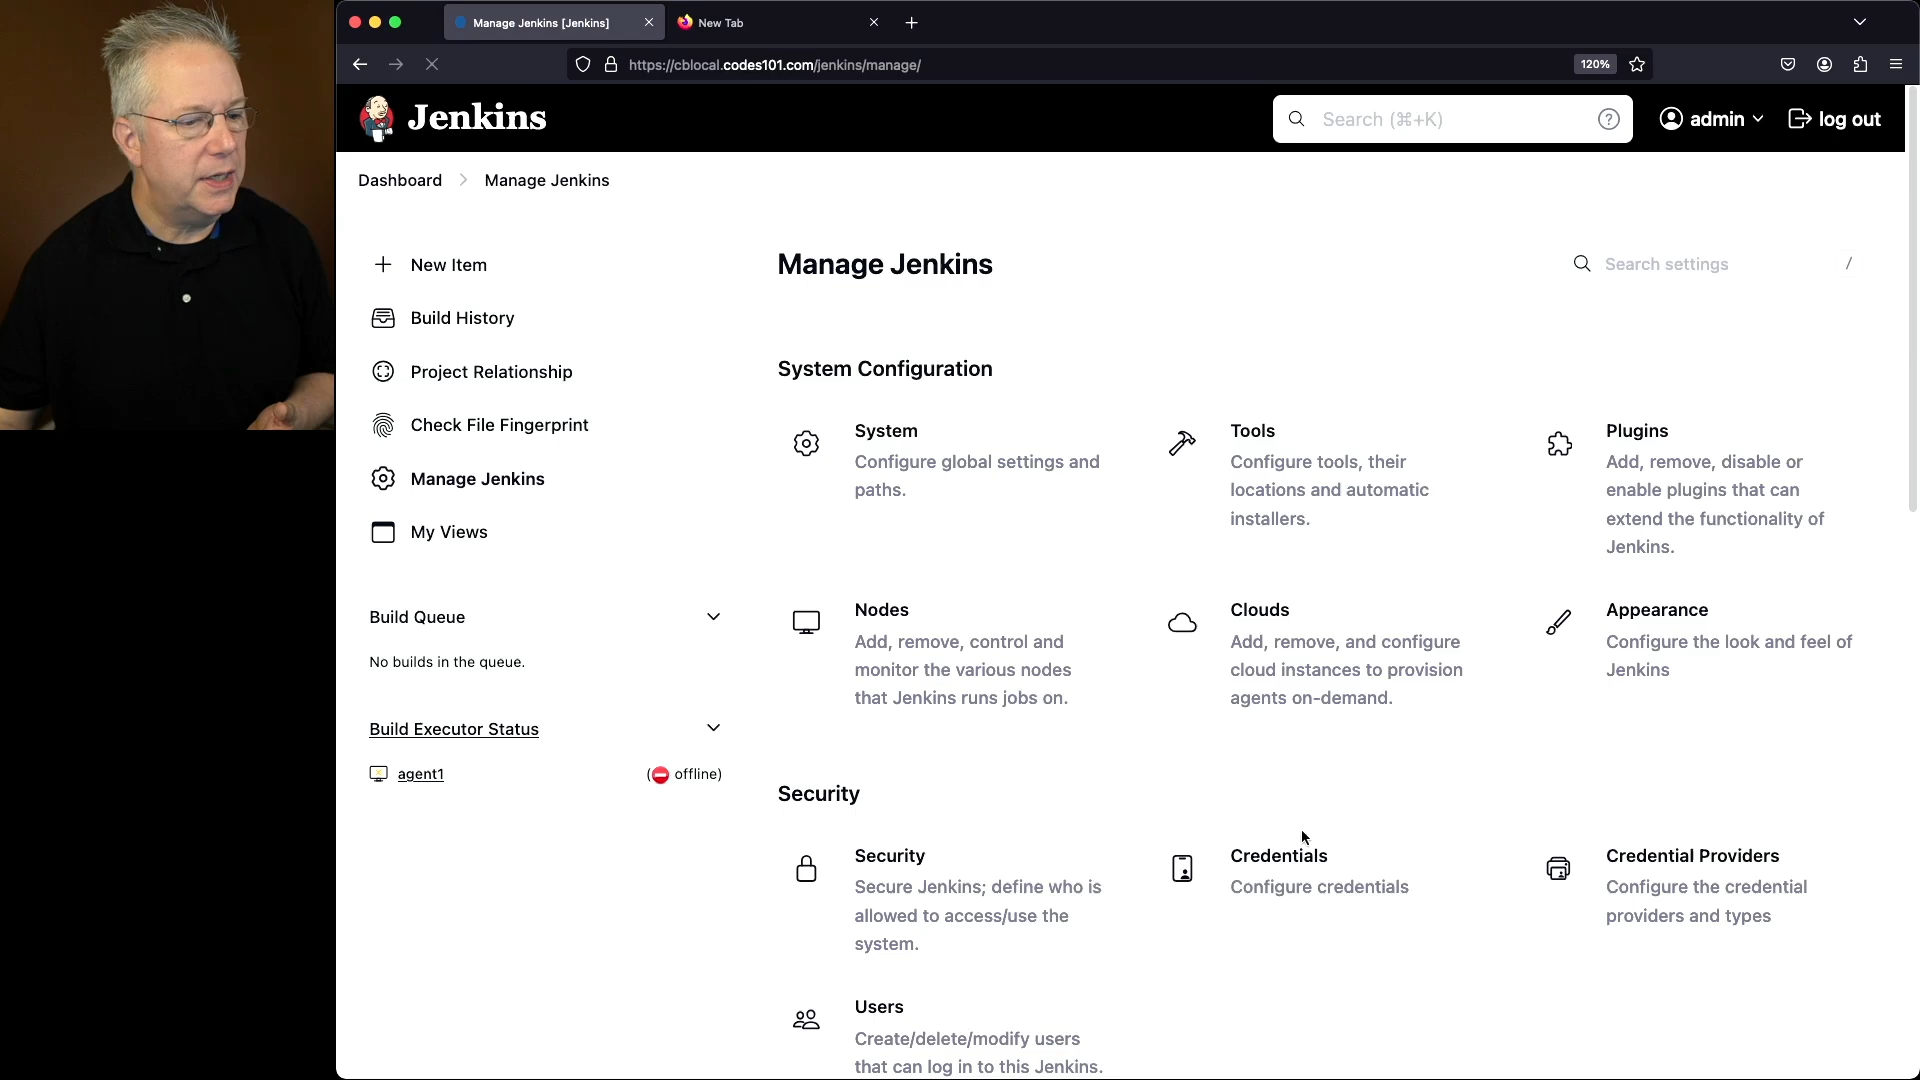 Manage Jenkins [Jenkins]
New Tab
https://cblocal.codes101.com/jenkins/manage/
120%
Jenkins
Search (⌘+K)
admin
log out
Dashboard
Manage Jenkins
New Item
Build History
Project Relationship
Check File Fingerprint
Manage Jenkins
My Views
Build Queue
No builds in the queue.
Build Executor Status
agent1
( offline)
Manage Jenkins
Search settings
/
System Configuration
System
Configure global settings and
paths.
Tools
Configure tools, their
locations and automatic
installers.
Plugins
Add, remove, disable or
enable plugins that can
extend the functionality of
Jenkins.
Nodes
Add, remove, control and
monitor the various nodes
that Jenkins runs jobs on.
Clouds
Add, remove, and configure
cloud instances to provision
agents on-demand.
Appearance
Configure the look and feel of
Jenkins
Security
Security
Secure Jenkins; define who is
allowed to access/use the
system.
Credentials
Configure credentials
Credential Providers
Configure the credential
providers and types
Users
Create/delete/modify users
that can log in to this Jenkins.